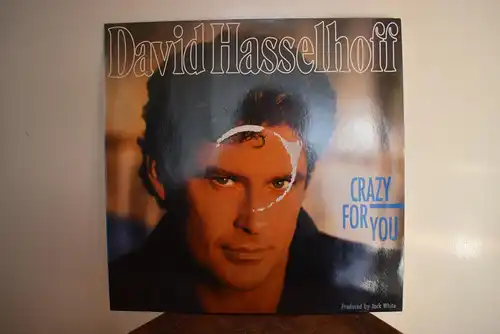 David Hasselhoff
CRAZY
FOR YOU
Produced by Jack White